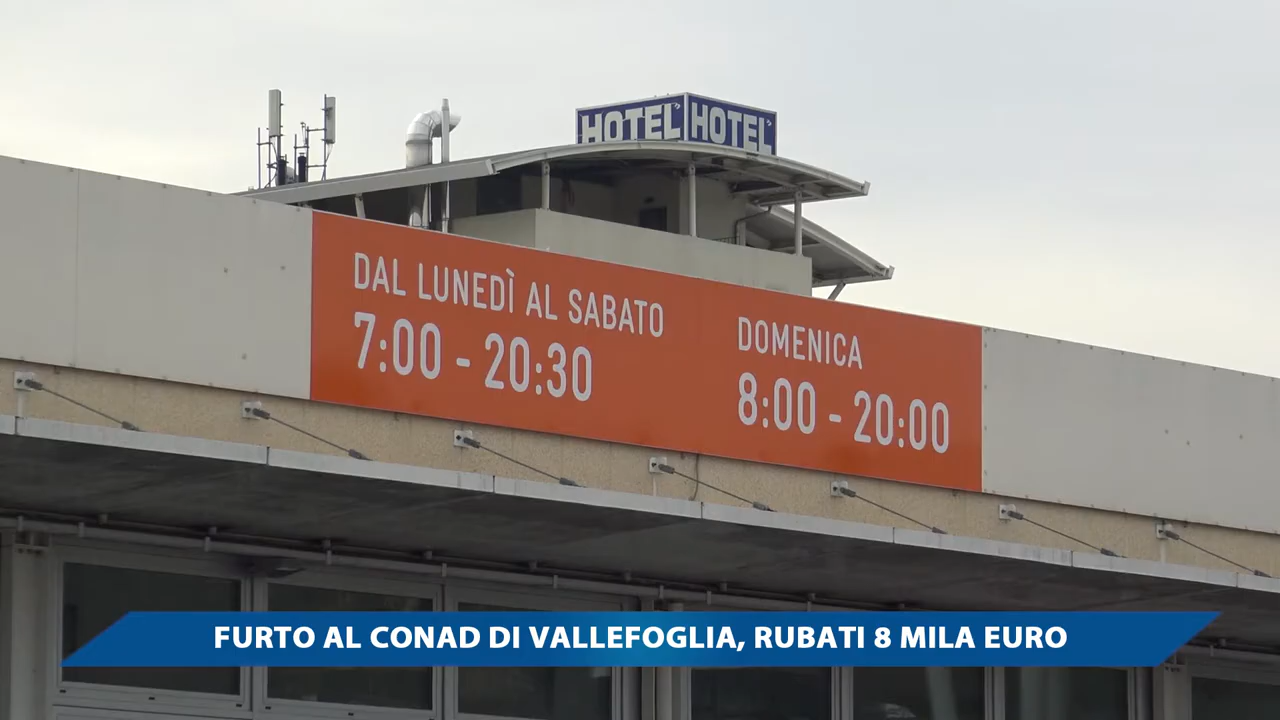 HOTEL HOTEL
DAL LUNEDÌ AL SABATO
7:00 - 20:30
DOMENICA
8:00 - 20:00
FURTO AL CONAD DI VALLEFOGLIA, RUBATI 8 MILA EURO